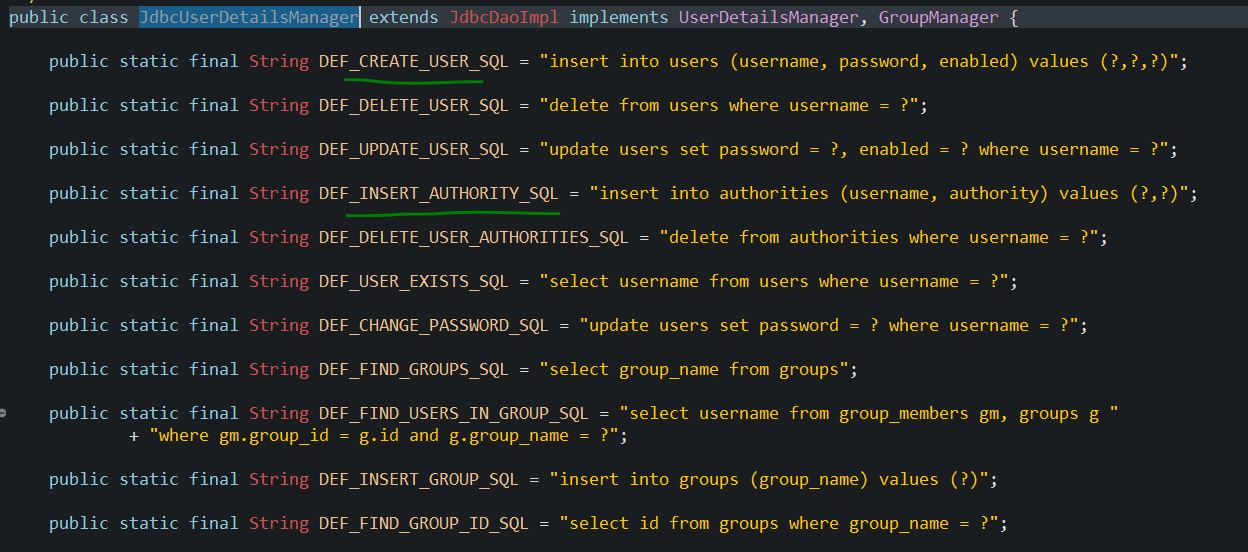 public class JdbcUserDetailsManager extends JdbcDaoImpl implements UserDetailsManager, GroupManager {
public static final String DEF_CREATE_USER_SQL = "insert into users (username, password, enabled) values (?,?,?)";
public static final String DEF_DELETE_USER_SQL = "delete from users where username = ?";
public static final String DEF_UPDATE_USER_SQL = "update users set password = ?, enabled = ? where username = ?";
public static final String DEF_INSERT_AUTHORITY_SQL = "insert into authorities (username, authority) values (?,?)";
public static final String DEF_DELETE_USER_AUTHORITIES_SQL = "delete from authorities where username = ?";
public static final String DEF_USER_EXISTS_SQL = "select username from users where username = ?";
public static final String DEF_CHANGE_PASSWORD_SQL = "update users set password = ? where username = ?";
public static final String DEF_FIND_GROUPS_SQL = "select group_name from groups";
public static final String DEF_FIND_USERS_IN_GROUP_SQL = "select username from group_members gm, groups g "
+ "where gm.group_id = g.id and g.group_name = ?";
public static final String DEF_INSERT_GROUP_SQL = "insert into groups (group_name) values (?)";
public static final String DEF_FIND_GROUP_ID_SQL = "select id from groups where group_name = ?";